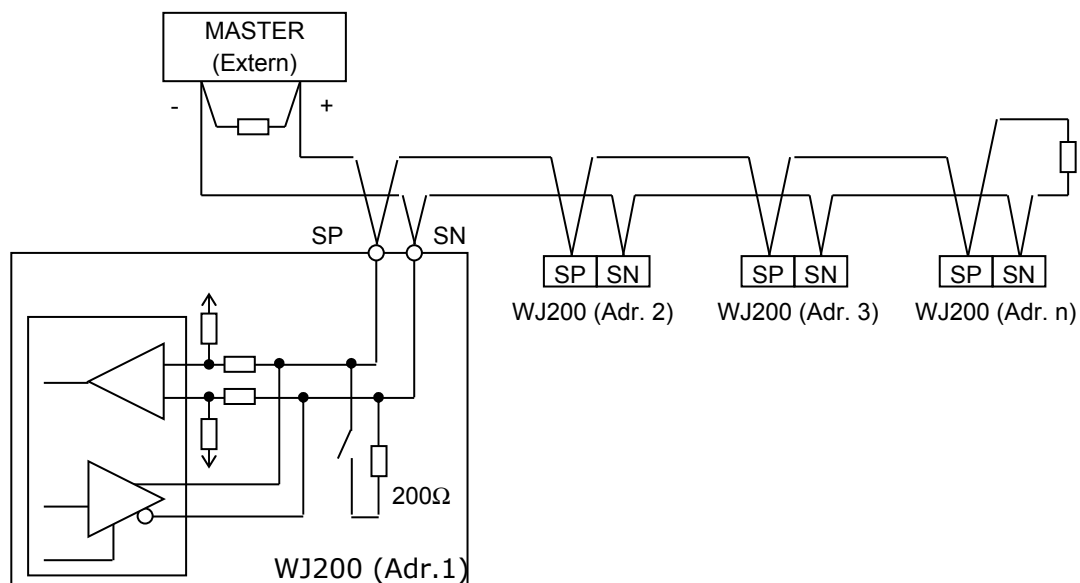 MASTER
(Extern)
- +
SP SN
SP SN
SP SN
SP SN
WJ200 (Adr. 2)
WJ200 (Adr. 3)
WJ200 (Adr. n)
200Ω
WJ200 (Adr.1)